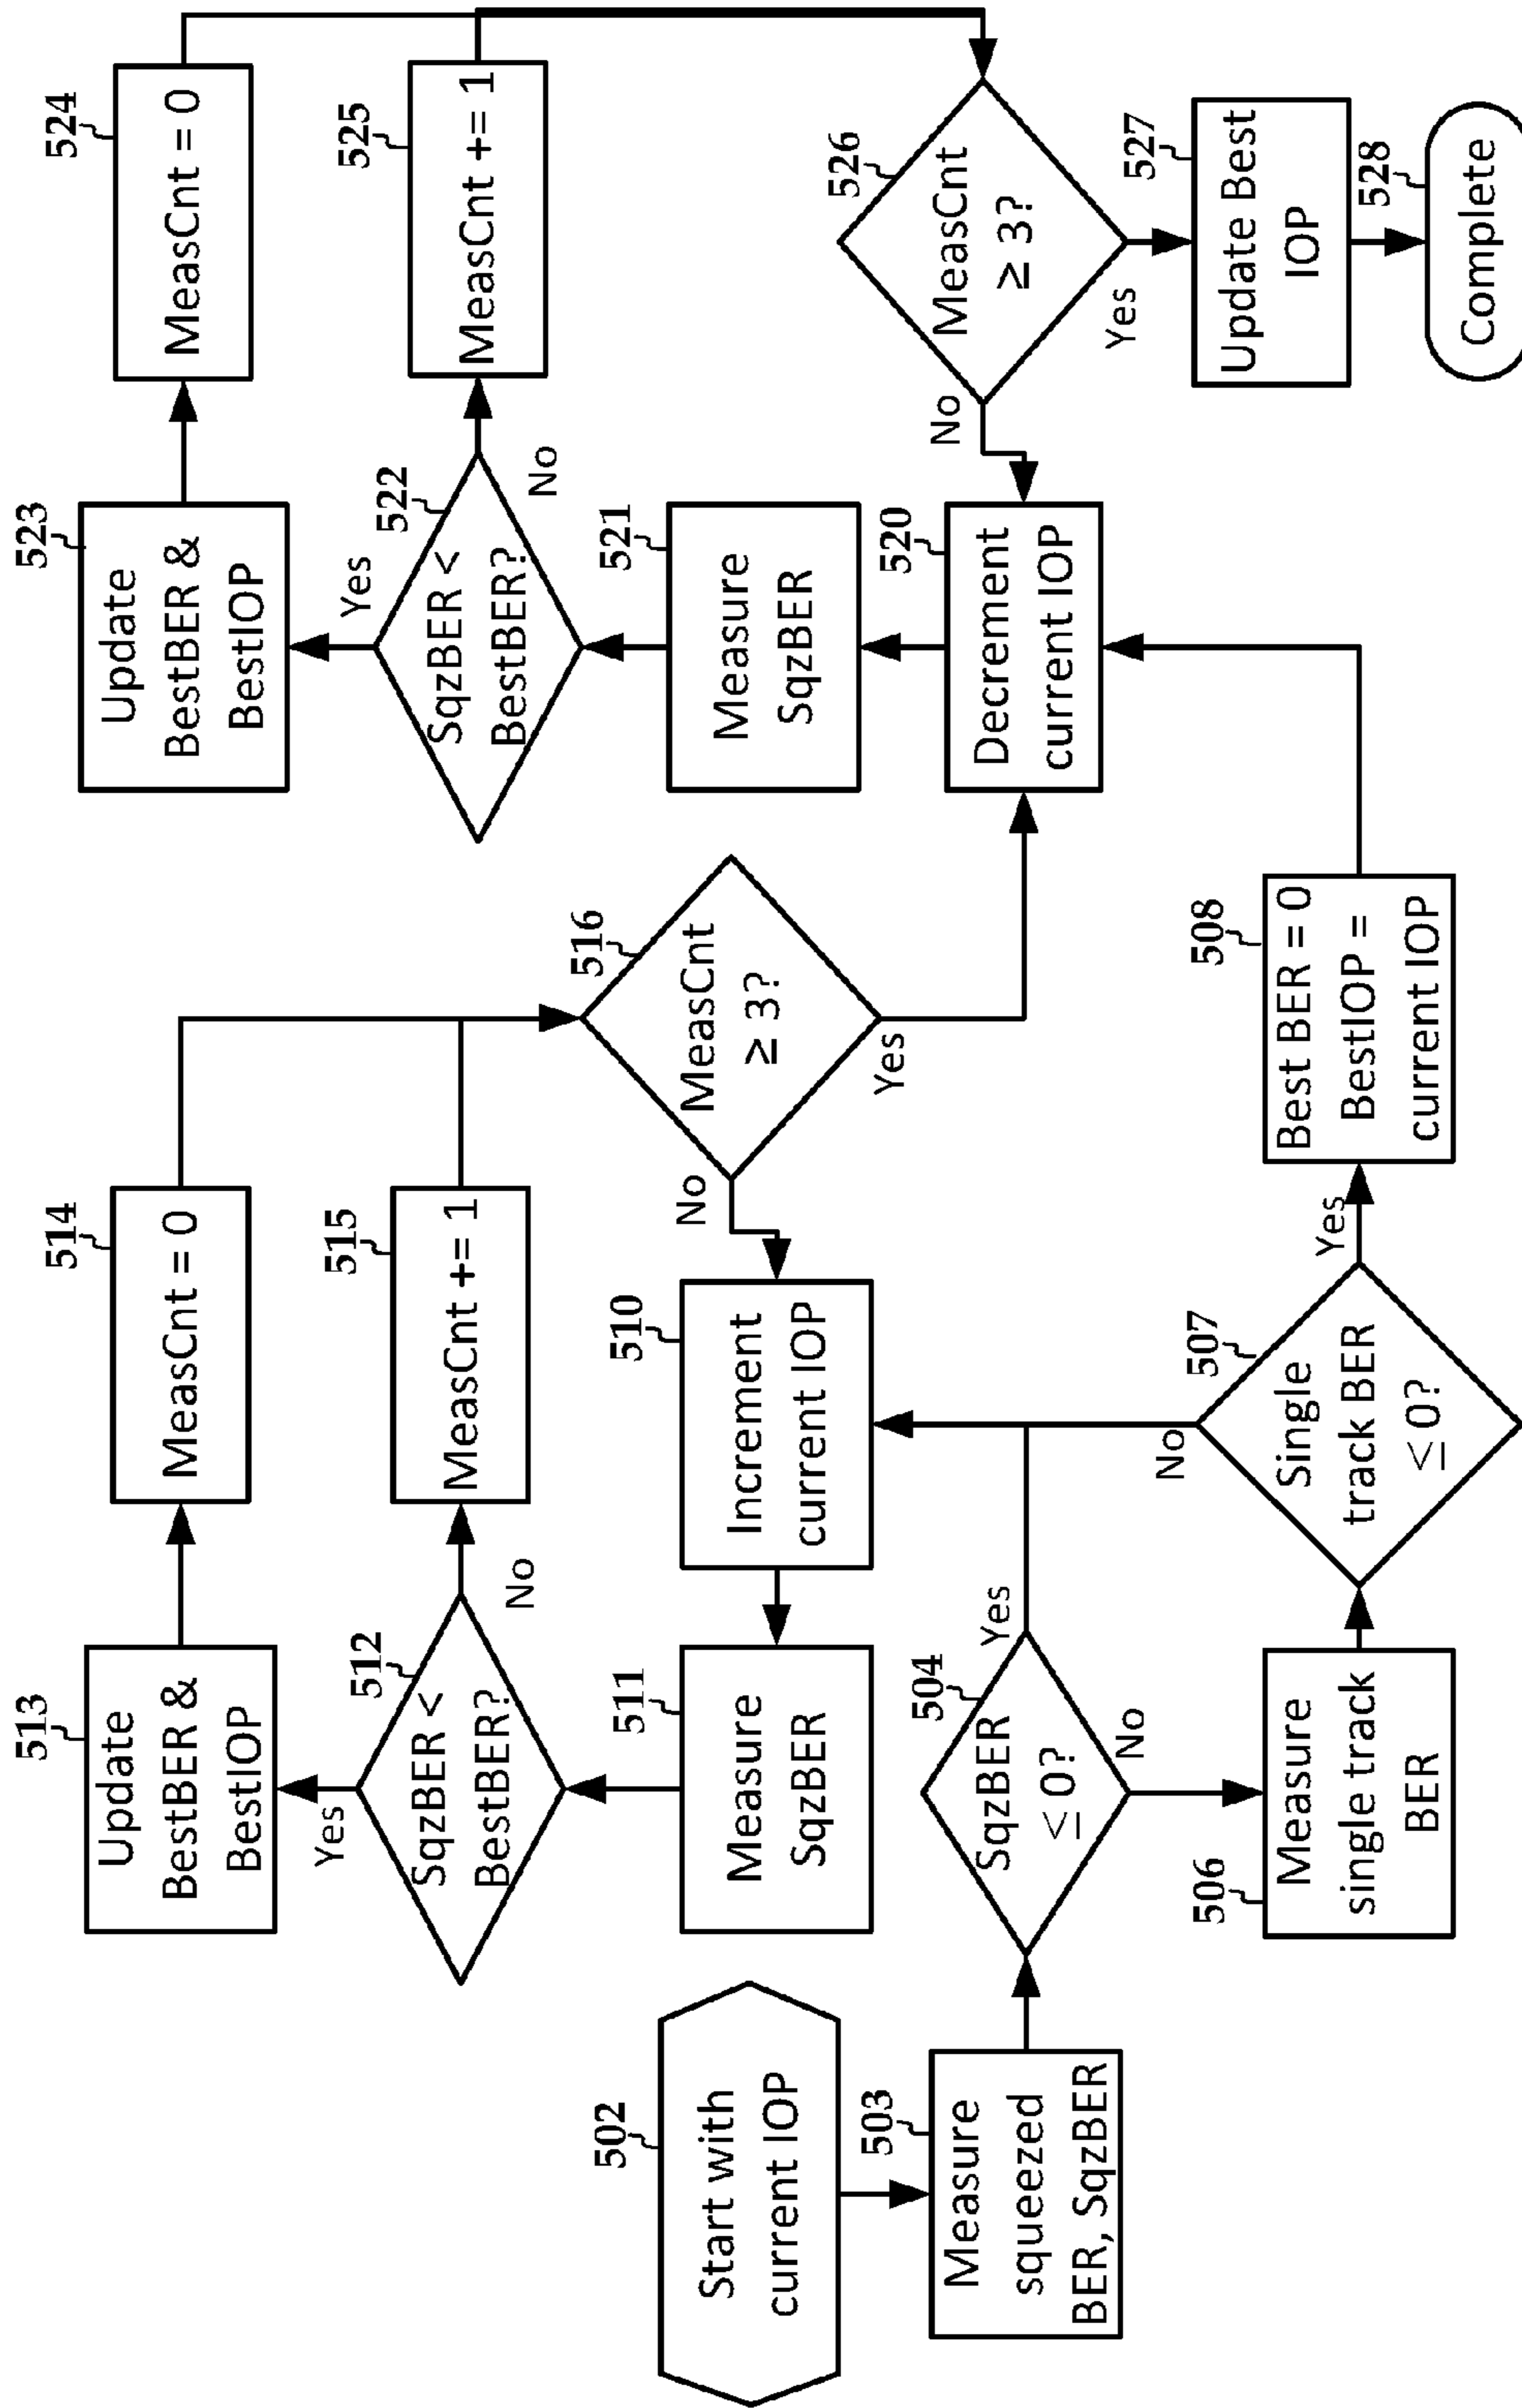 502
Start with
current IOP
503
Measure
squeezed
BER, SqzBER
504
SqzBER
≤ 0?
Yes
No
506
Measure
single track
BER
507
Single
track BER
≤ 0?
No
Yes
508
Best BER = 0
BestIOP =
current IOP
510
Increment
current IOP
511
Measure
SqzBER
512
SqzBER <
BestBER?
Yes
No
513
Update
BestBER &
BestIOP
514
MeasCnt = 0
515
MeasCnt += 1
516
MeasCnt
≥ 3?
No
Yes
520
Decrement
current IOP
521
Measure
SqzBER
522
SqzBER <
BestBER?
Yes
No
523
Update
BestBER &
BestIOP
524
MeasCnt = 0
525
MeasCnt += 1
526
MeasCnt
≥ 3?
No
Yes
527
Update Best
IOP
528
Complete